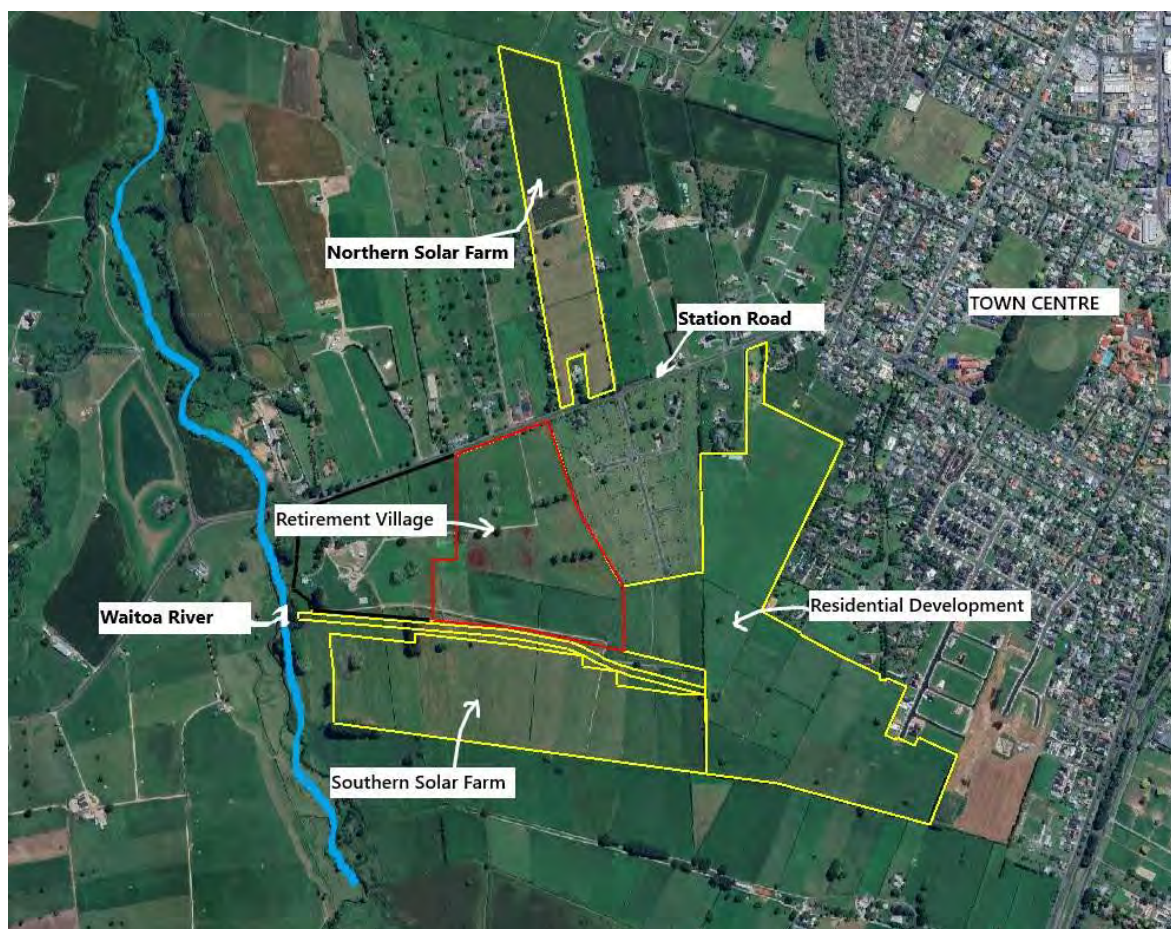 Northern Solar Farm
Station Road
TOWN CENTRE
Retirement Village
Waitoa River
Residential Development
Southern Solar Farm